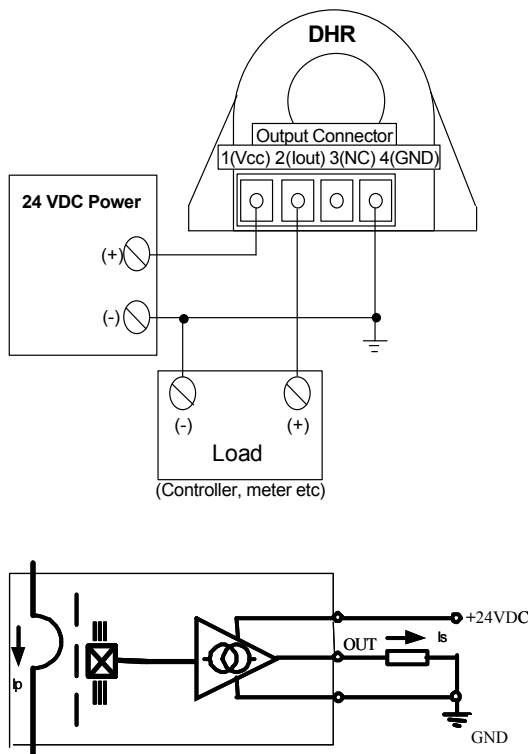 DHR
Output Connector
1(Vcc) 2(Iout) 3(NC) 4(GND)
24 VDC Power
(+)
(-)
(-) (+)
Load
(Controller, meter etc)
+24VDC
OUT Is
Ip
GND